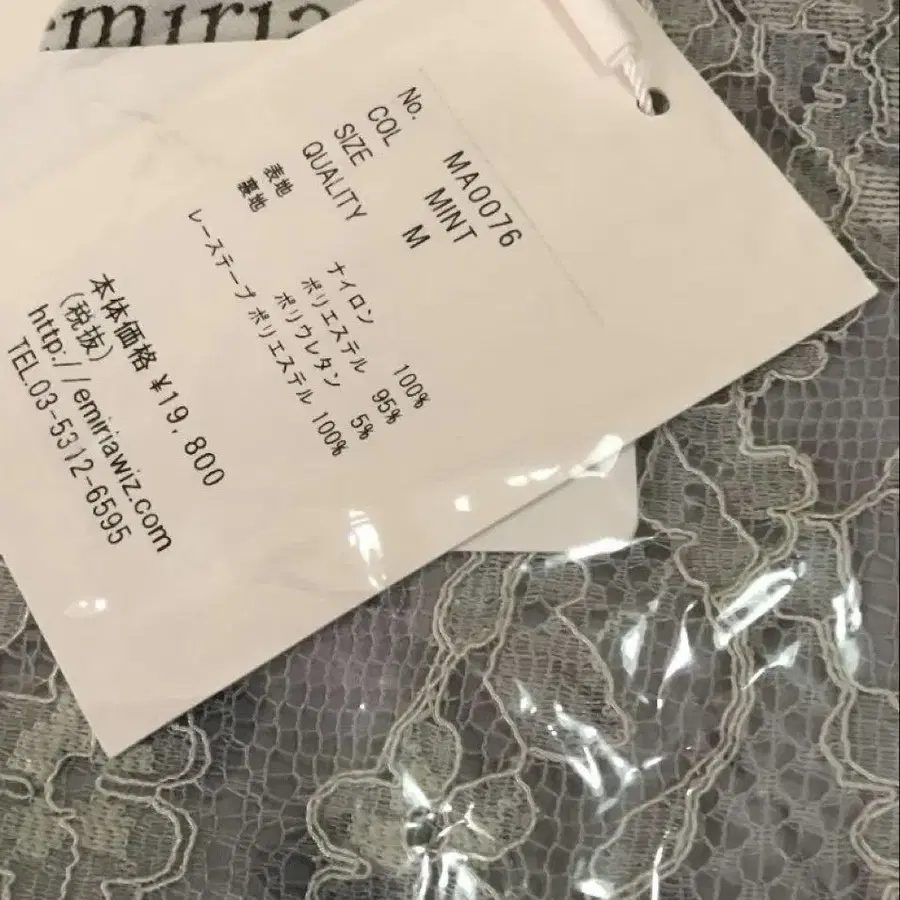 emiria
No. MA0076
COL MINT
SIZE M
QUALITY
表地 ナイロン 100%
裏地 ポリエステル 95%
ポリウレタン 5%
レーステープ ポリエステル 100%
本体価格 ¥19,800
(税抜)
http://emiriawiz.com
TEL.03-5312-6595